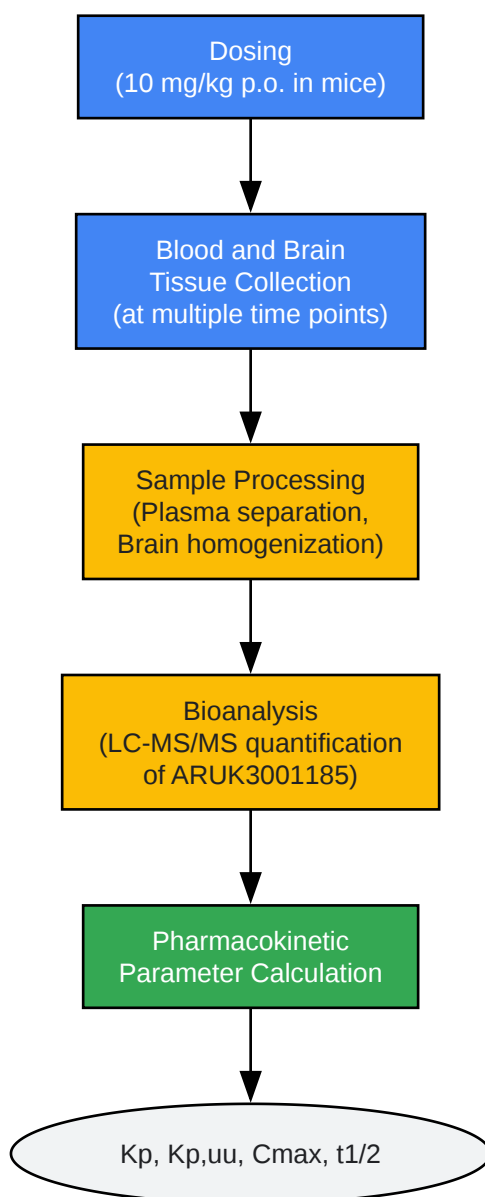 Dosing
(10 mg/kg p.o. in mice)
Blood and Brain
Tissue Collection
(at multiple time points)
Sample Processing
(Plasma separation,
Brain homogenization)
Bioanalysis
(LC-MS/MS quantification
of ARUK3001185)
Pharmacokinetic
Parameter Calculation
Kp, Kp,uu, Cmax, t1/2